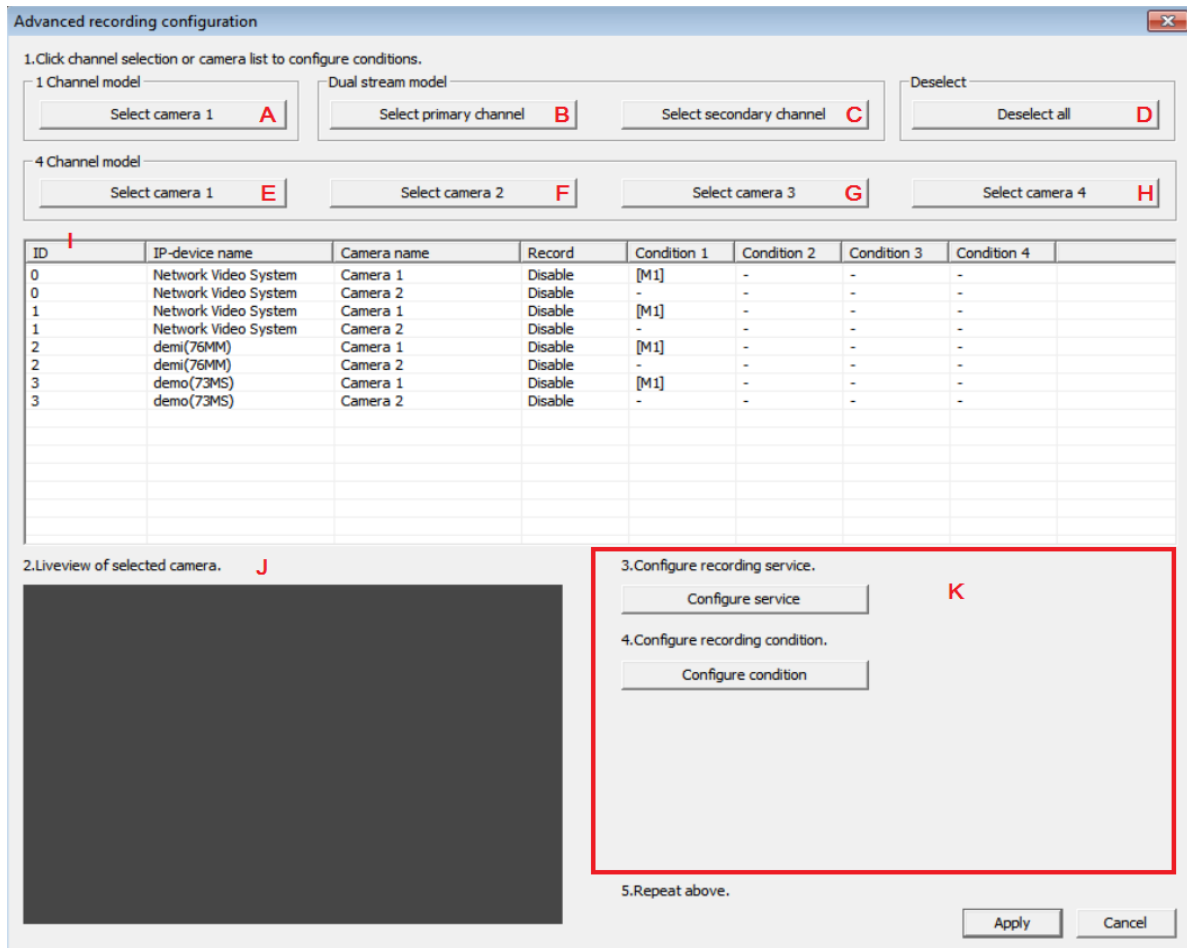 Advanced recording configuration
1.Click channel selection or camera list to configure conditions.
1 Channel model Dual stream model Deselect
Select camera 1 A Select primary channel B Select secondary channel C Deselect all D
4 Channel model
Select camera 1 E Select camera 2 F Select camera 3 G Select camera 4 H
I
ID IP-device name Camera name Record Condition 1 Condition 2 Condition 3 Condition 4
0 Network Video System Camera 1 Disable [M1] - - -
0 Network Video System Camera 2 Disable - - - -
1 Network Video System Camera 1 Disable [M1] - - -
1 Network Video System Camera 2 Disable - - - -
2 demi(76MM) Camera 1 Disable [M1] - - -
2 demi(76MM) Camera 2 Disable - - - -
3 demo(73MS) Camera 1 Disable [M1] - - -
3 demo(73MS) Camera 2 Disable - - - -
2.Liveview of selected camera. J
3.Configure recording service.
K
Configure service
4.Configure recording condition.
Configure condition
5.Repeat above.
Apply Cancel